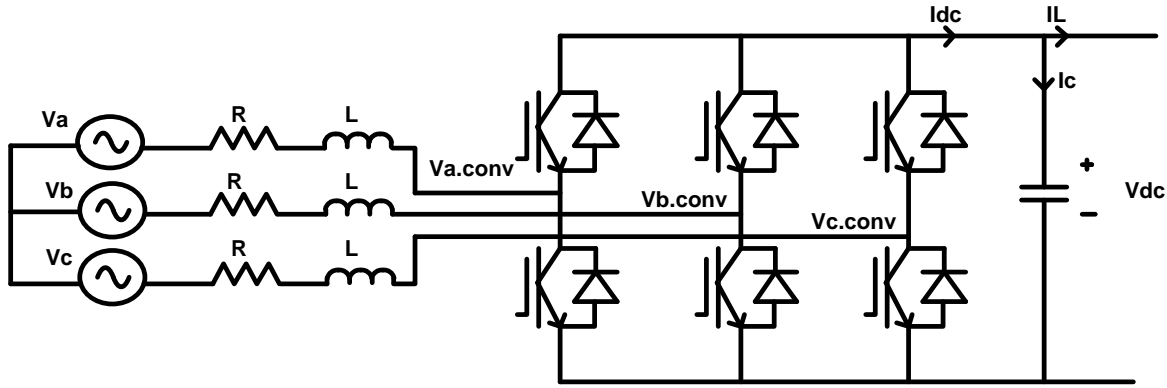 Idc
IL
Ic
Va
R
L
Va.conv
Vb
R
L
Vb.conv
Vc
R
L
Vc.conv
+
Vdc
−